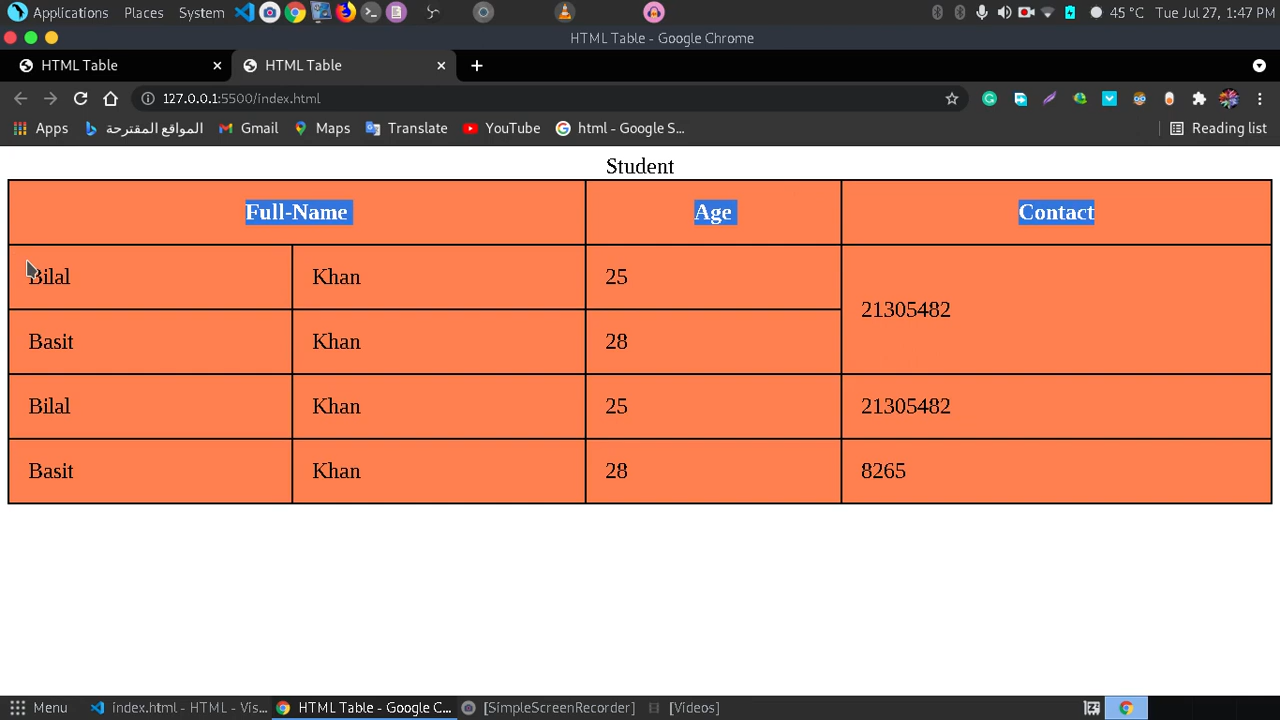 Applications Places System 45 °C Tue Jul 27, 1:47 PM
HTML Table - Google Chrome
HTML Table HTML Table
127.0.0.1:5500/index.html
Apps المواقع المقترحة Gmail Maps Translate YouTube html - Google S... Reading list
Student
Full-Name Age Contact
Bilal Khan 25 21305482
Basit Khan 28
Bilal Khan 25 21305482
Basit Khan 28 8265
Menu index.html - HTML - Vis... HTML Table - Google C... [SimpleScreenRecorder] [Videos]